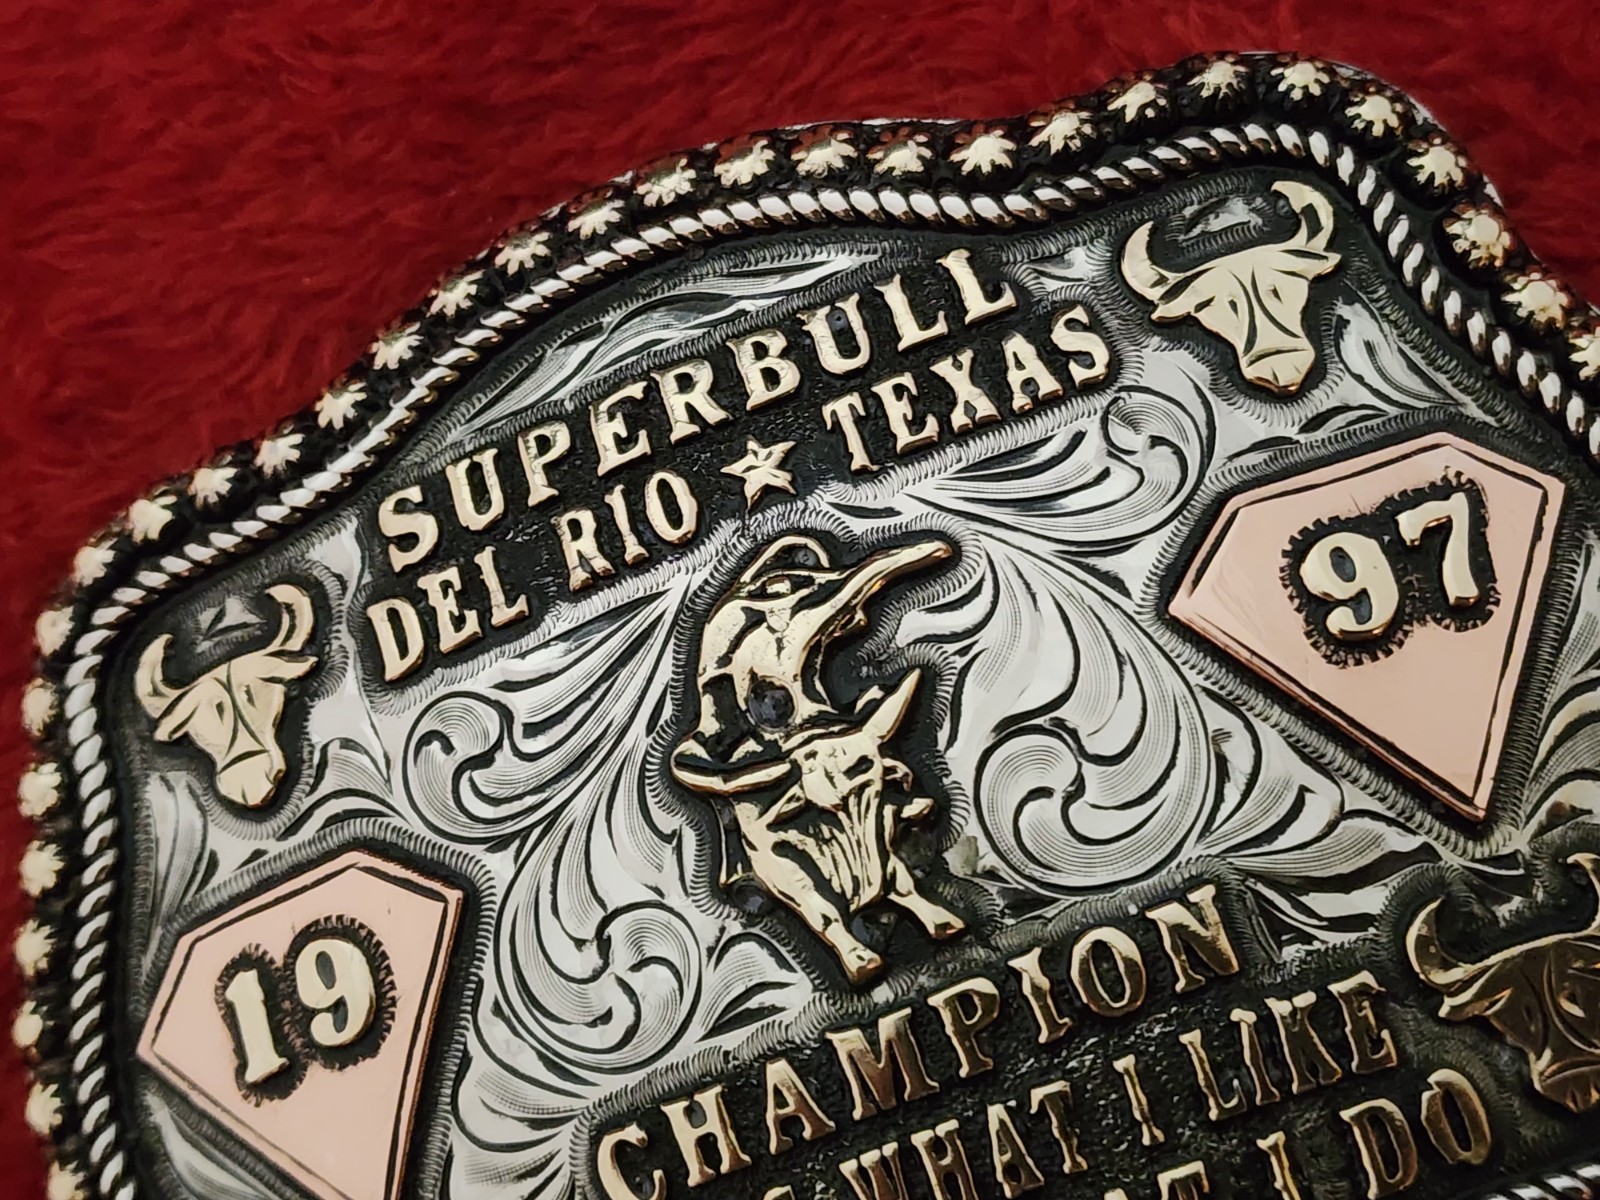 SUPERBULL
DEL RIO ★ TEXAS
19 97
CHAMPION
WHAT I LIKE
I DO